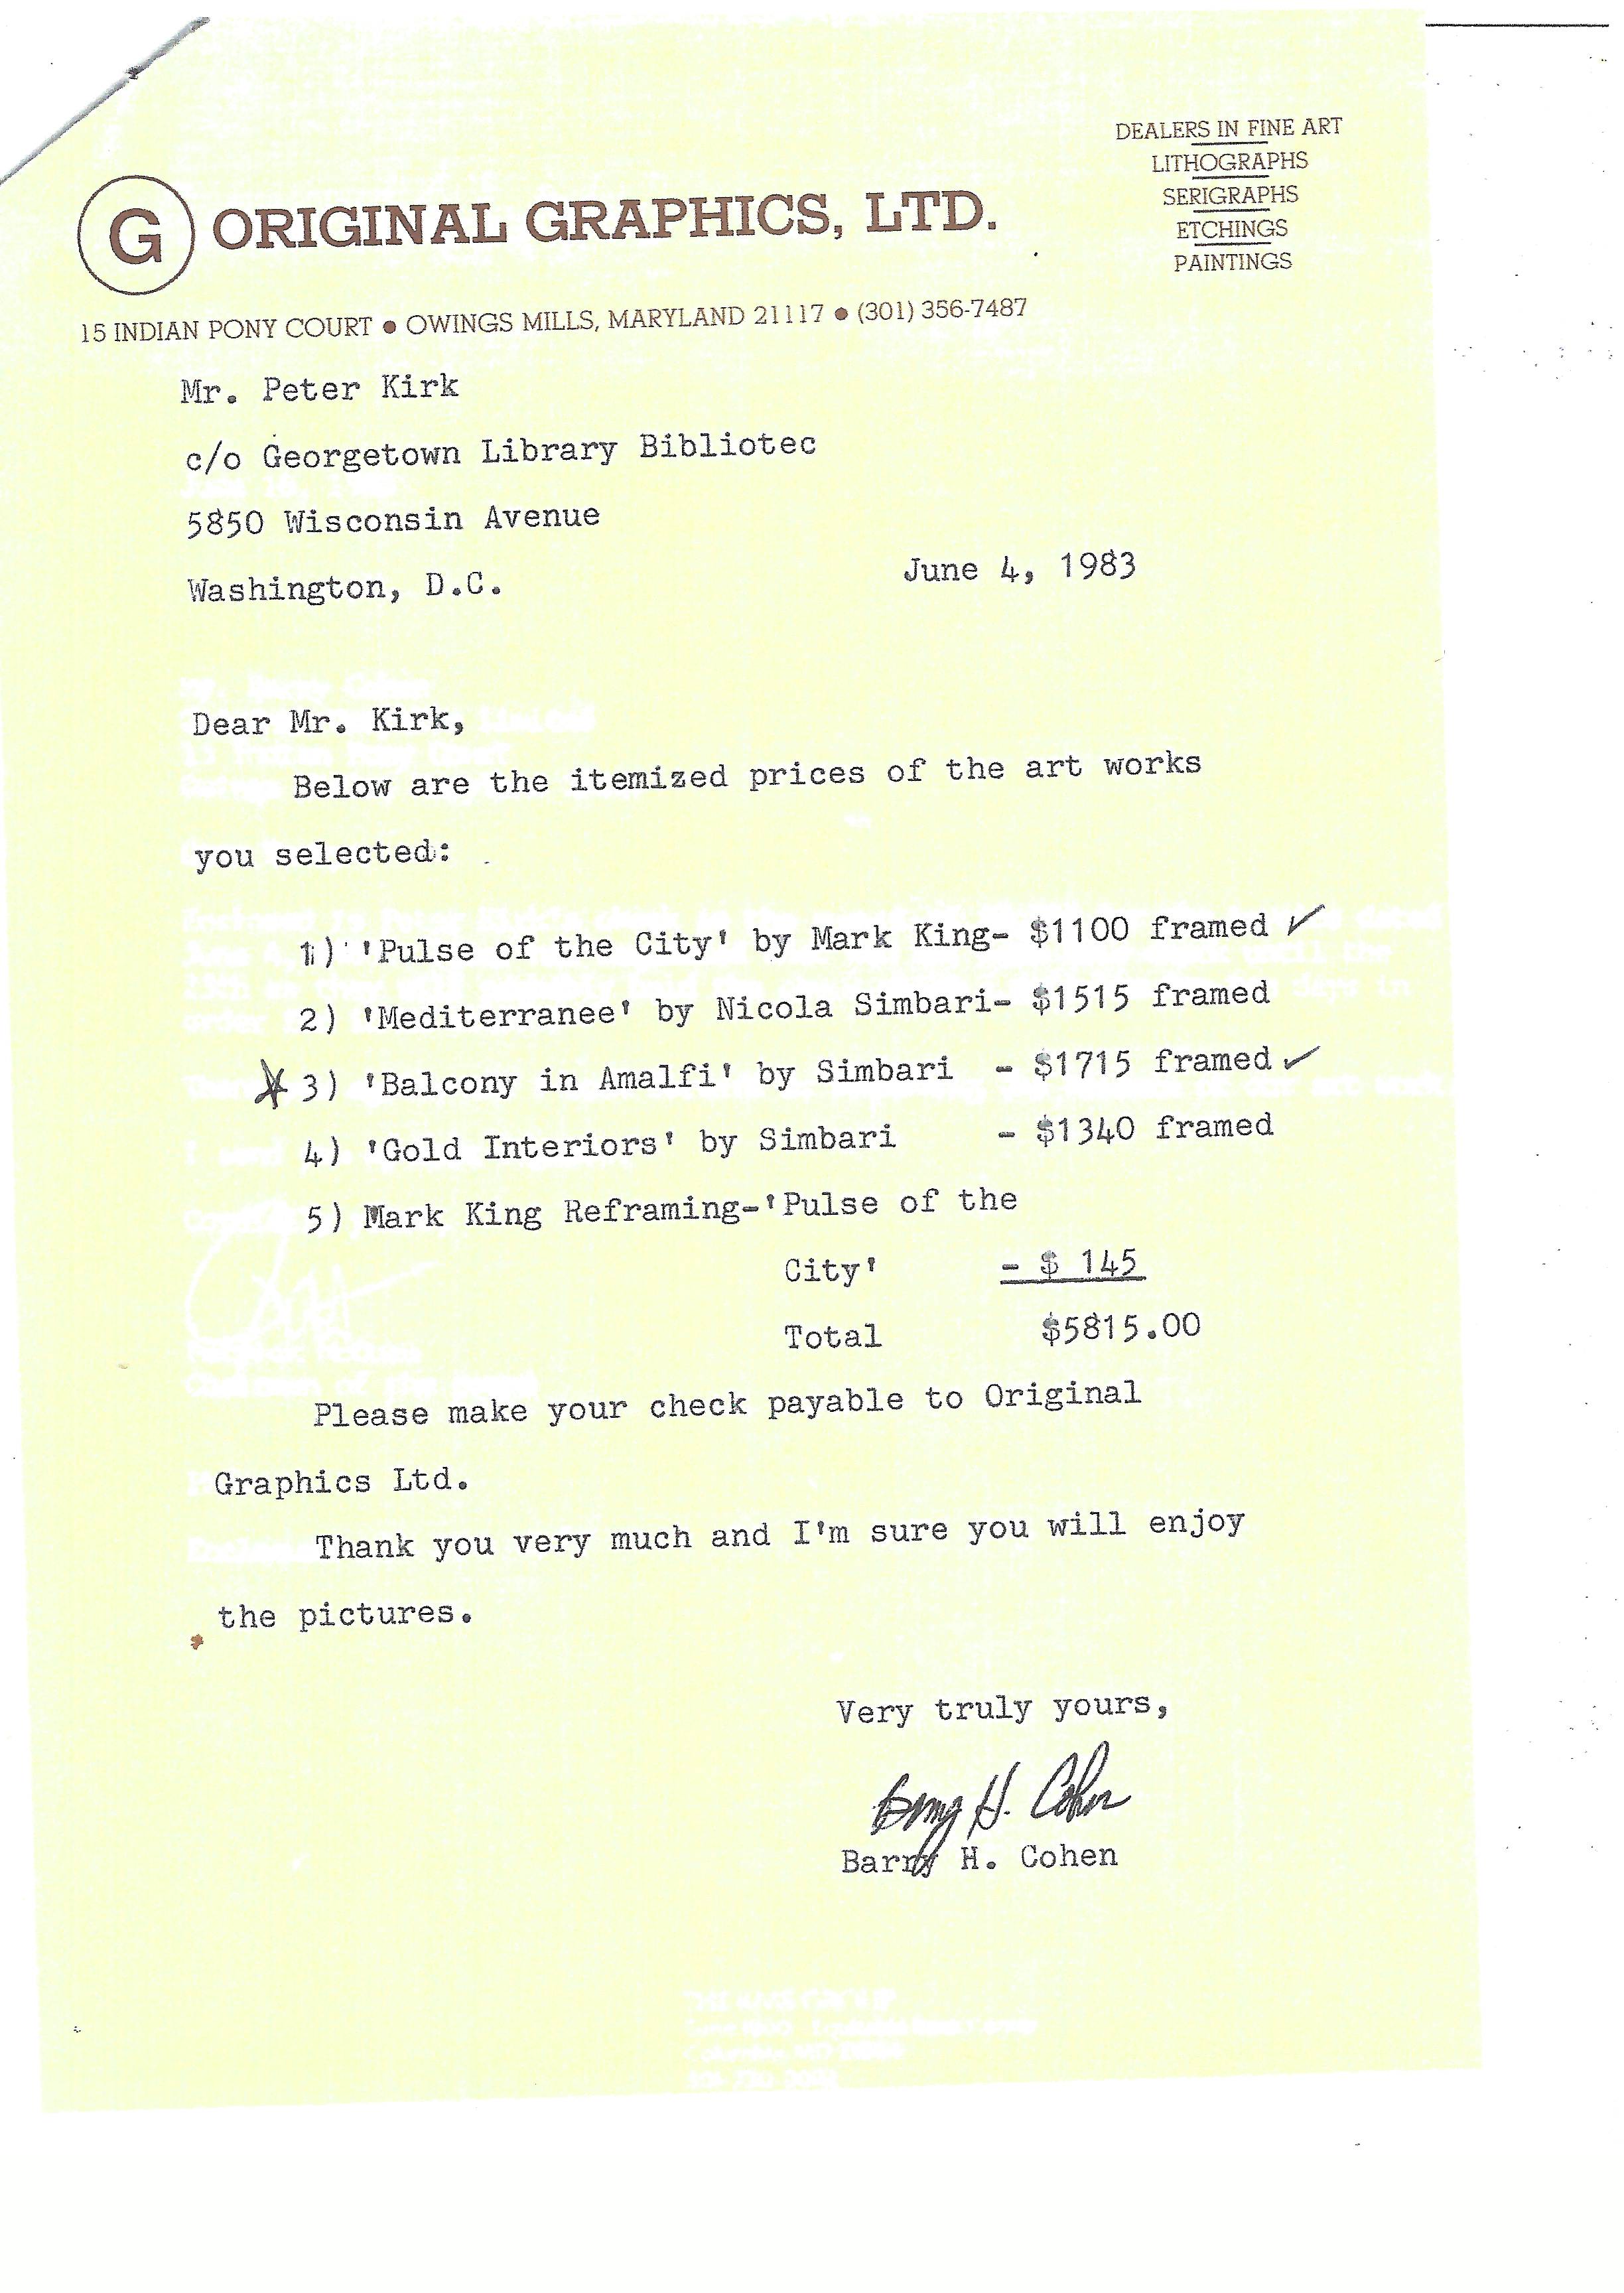 DEALERS IN FINE ART
LITHOGRAPHS
SERIGRAPHS
ETCHINGS
PAINTINGS
G ORIGINAL GRAPHICS, LTD.
15 INDIAN PONY COURT ● OWINGS MILLS, MARYLAND 21117 ● (301) 356-7487
Mr. Peter Kirk
c/o Georgetown Library Bibliotec
5850 Wisconsin Avenue
Washington, D.C.
June 4, 1983
Dear Mr. Kirk,
Below are the itemized prices of the art works
you selected:
1) 'Pulse of the City' by Mark King- $1100 framed ✓
2) 'Mediterranee' by Nicola Simbari- $1515 framed
3) 'Balcony in Amalfi' by Simbari - $1715 framed ✓
4) 'Gold Interiors' by Simbari - $1340 framed
5) Mark King Reframing-'Pulse of the
City' - $ 145
Total $5815.00
Please make your check payable to Original
Graphics Ltd.
Thank you very much and I'm sure you will enjoy
the pictures.
Very truly yours,
Barry H. Cohen
Barry H. Cohen